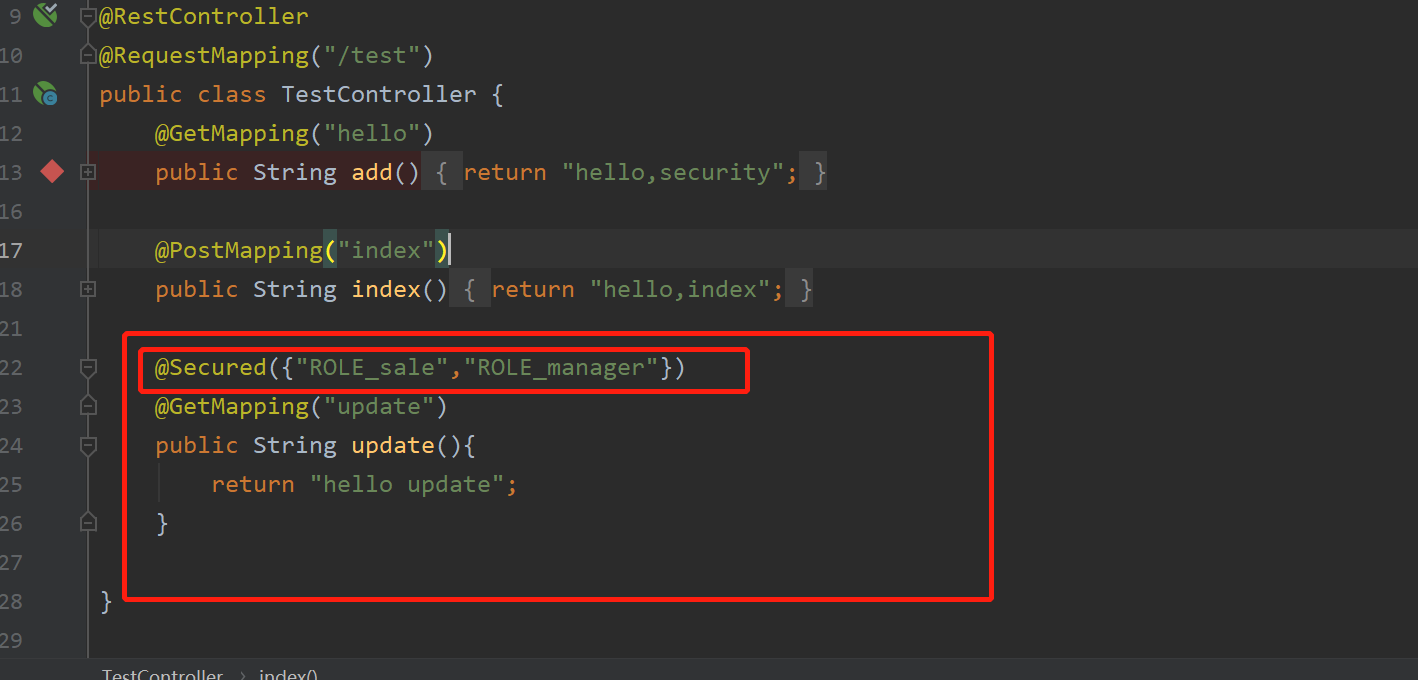 9 @RestController
10 @RequestMapping("/test")
11 public class TestController {
12 @GetMapping("hello")
13 public String add() { return "hello,security"; }
16
17 @PostMapping("index")
18 public String index() { return "hello,index"; }
21
22 @Secured({"ROLE_sale","ROLE_manager"})
23 @GetMapping("update")
24 public String update(){
25 return "hello update";
26 }
27
28 }
29
TestController › index()